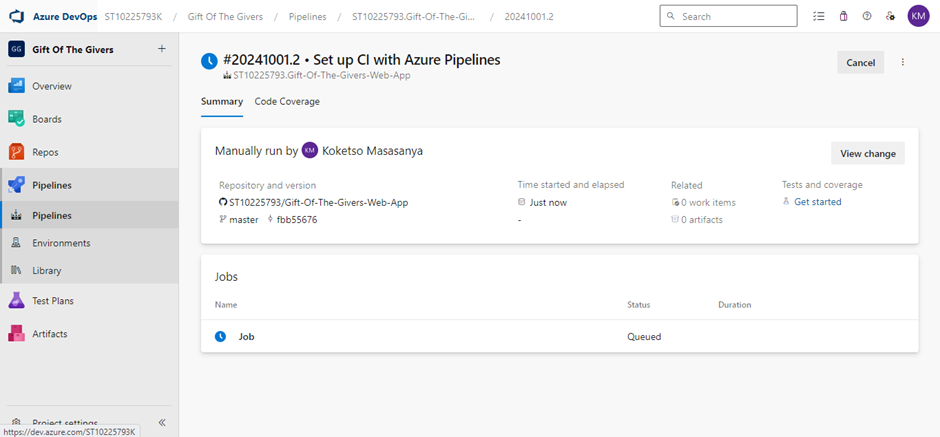 Azure DevOps ST10225793K / Gift Of The Givers / Pipelines / ST10225793.Gift-Of-The-Gi... / 20241001.2 Search KM
GG Gift Of The Givers +
Overview
Boards
Repos
Pipelines
Pipelines
Environments
Library
Test Plans
Artifacts
Project settings
https://dev.azure.com/ST10225793K
#20241001.2 • Set up CI with Azure Pipelines
ST10225793.Gift-Of-The-Givers-Web-App
Cancel
Summary Code Coverage
Manually run by KM Koketso Masasanya
View change
Repository and version
ST10225793/Gift-Of-The-Givers-Web-App
master fbb55676
Time started and elapsed
Just now
-
Related
0 work items
0 artifacts
Tests and coverage
Get started
Jobs
Name Status Duration
Job Queued